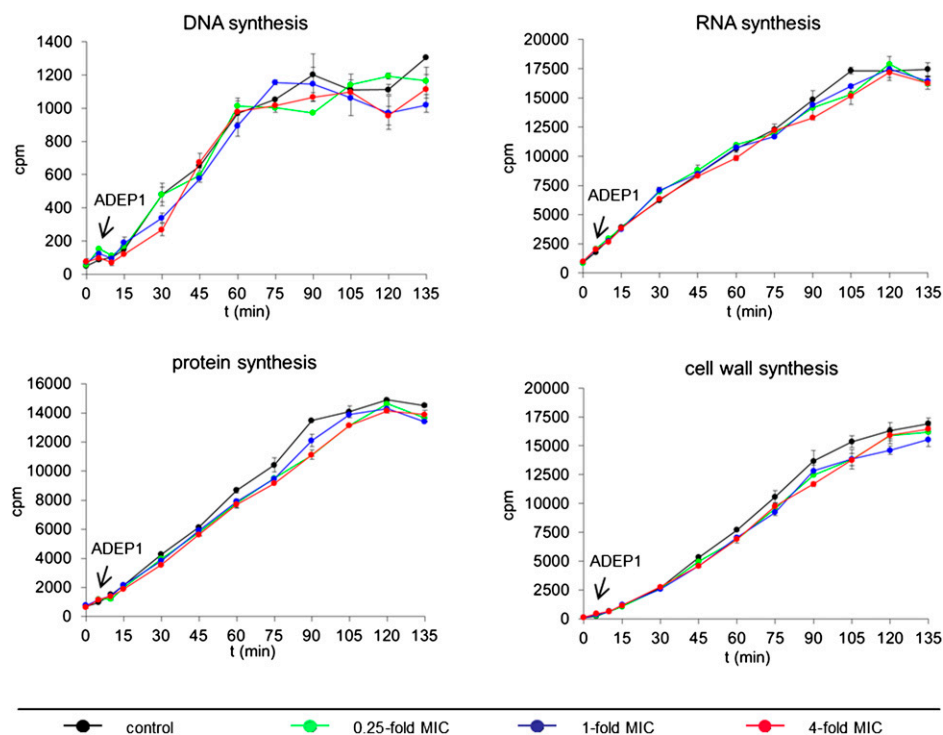 DNA synthesis
1400
1200
1000
800
600
400
200
0
cpm
ADEP1
0 15 30 45 60 75 90 105 120 135
t (min)
RNA synthesis
20000
17500
15000
12500
10000
7500
5000
2500
0
cpm
ADEP1
0 15 30 45 60 75 90 105 120 135
t (min)
protein synthesis
16000
14000
12000
10000
8000
6000
4000
2000
0
cpm
ADEP1
0 15 30 45 60 75 90 105 120 135
t (min)
cell wall synthesis
20000
17500
15000
12500
10000
7500
5000
2500
0
cpm
ADEP1
0 15 30 45 60 75 90 105 120 135
t (min)
control 0.25-fold MIC 1-fold MIC 4-fold MIC